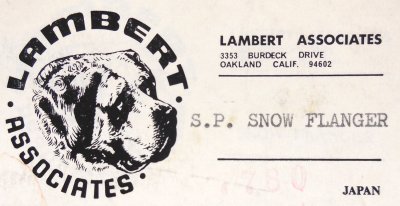 LAMBERT
ASSOCIATES
LAMBERT ASSOCIATES
3353 BURDECK DRIVE
OAKLAND CALIF. 94602
S.P. SNOW FLANGER
JAPAN